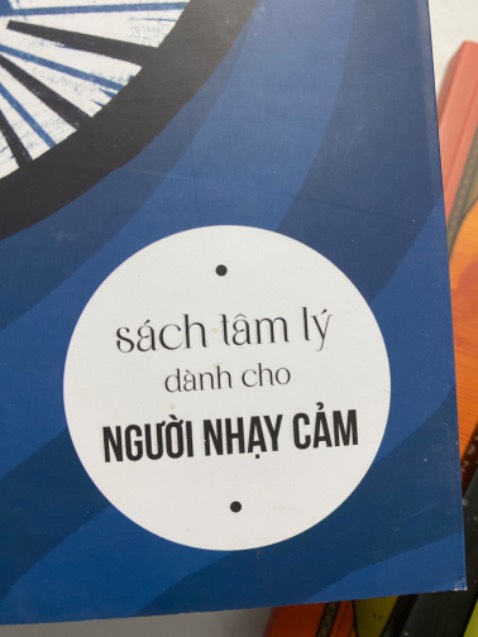 sách tâm lý
dành cho
NGƯỜI NHẠY CẢM